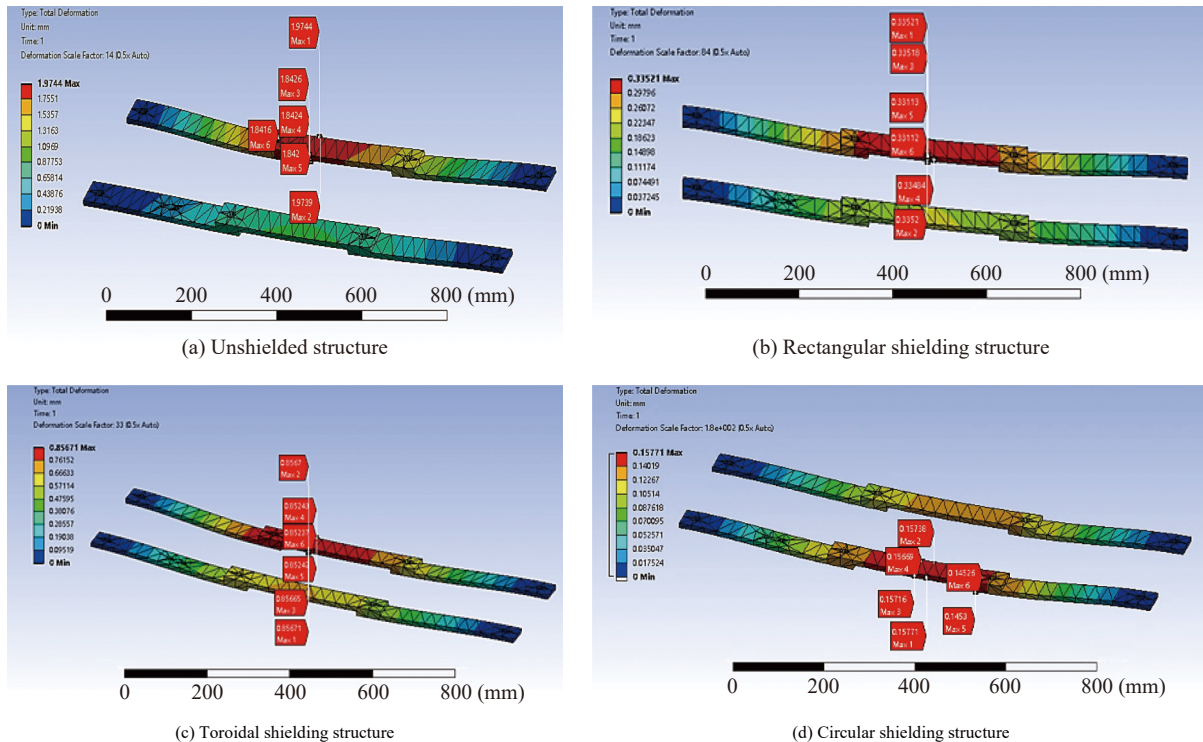 Type: Total Deformation
Unit: mm
Time: 1
Deformation Scale Factor: 14 (0.5x Auto)
1.9744 Max
1.7551
1.5357
1.3163
1.0969
0.87753
0.65814
0.43876
0.21938
0 Min
1.9744
Max 1
1.8426
Max 3
1.8424
Max 4
1.8416
Max 6
1.842
Max 5
1.9739
Max 2
0 200 400 600 800 (mm)
(a) Unshielded structure
Type: Total Deformation
Unit: mm
Time: 1
Deformation Scale Factor: 84 (0.5x Auto)
0.33521 Max
0.29796
0.26072
0.22347
0.18623
0.14898
0.11174
0.074491
0.037245
0 Min
0.33521
Max 1
0.33518
Max 3
0.33113
Max 5
0.33112
Max 6
0.33484
Max 4
0.3352
Max 2
0 200 400 600 800 (mm)
(b) Rectangular shielding structure
Type: Total Deformation
Unit: mm
Time: 1
Deformation Scale Factor: 33 (0.5x Auto)
0.85671 Max
0.76152
0.66633
0.57114
0.47595
0.38076
0.28557
0.19038
0.09519
0 Min
0.8567
Max 2
0.85243
Max 4
0.85237
Max 6
0.85242
Max 5
0.85665
Max 3
0.85671
Max 1
0 200 400 600 800 (mm)
(c) Toroidal shielding structure
Type: Total Deformation
Unit: mm
Time: 1
Deformation Scale Factor: 1.8e+002 (0.5x Auto)
0.15771 Max
0.14019
0.12267
0.10514
0.087618
0.070095
0.052571
0.035047
0.017524
0 Min
0.15738
Max 2
0.15669
Max 4
0.14526
Max 6
0.15716
Max 3
0.1453
Max 5
0.15771
Max 1
0 200 400 600 800 (mm)
(d) Circular shielding structure